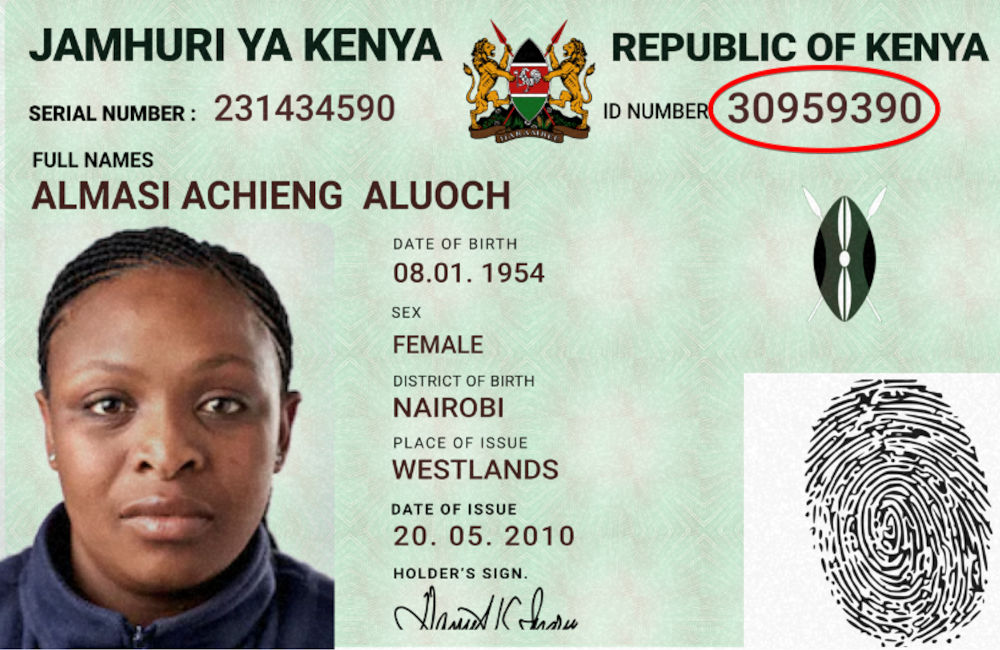 JAMHURI YA KENYA
REPUBLIC OF KENYA
SERIAL NUMBER : 231434590
ID NUMBER 30959390
FULL NAMES
ALMASI ACHIENG ALUOCH
DATE OF BIRTH
08.01. 1954
SEX
FEMALE
DISTRICT OF BIRTH
NAIROBI
PLACE OF ISSUE
WESTLANDS
DATE OF ISSUE
20. 05. 2010
HOLDER'S SIGN.
HARAMBEE